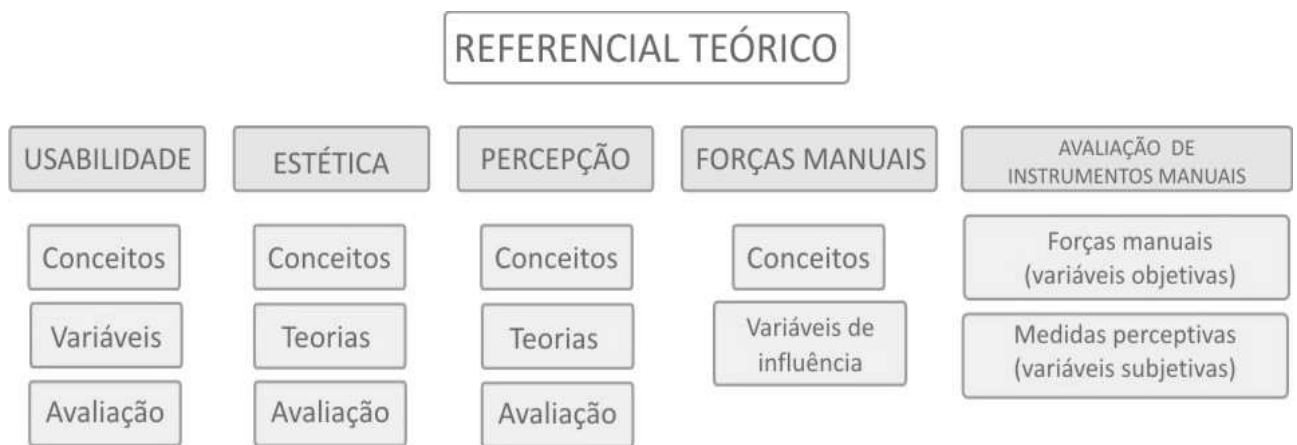 REFERENCIAL TEÓRICO
USABILIDADE
ESTÉTICA
PERCEPÇÃO
FORÇAS MANUAIS
AVALIAÇÃO DE
INSTRUMENTOS MANUAIS
Conceitos
Variáveis
Avaliação
Conceitos
Teorias
Avaliação
Conceitos
Teorias
Avaliação
Conceitos
Variáveis de
influência
Forças manuais
(variáveis objetivas)
Medidas perceptivas
(variáveis subjetivas)